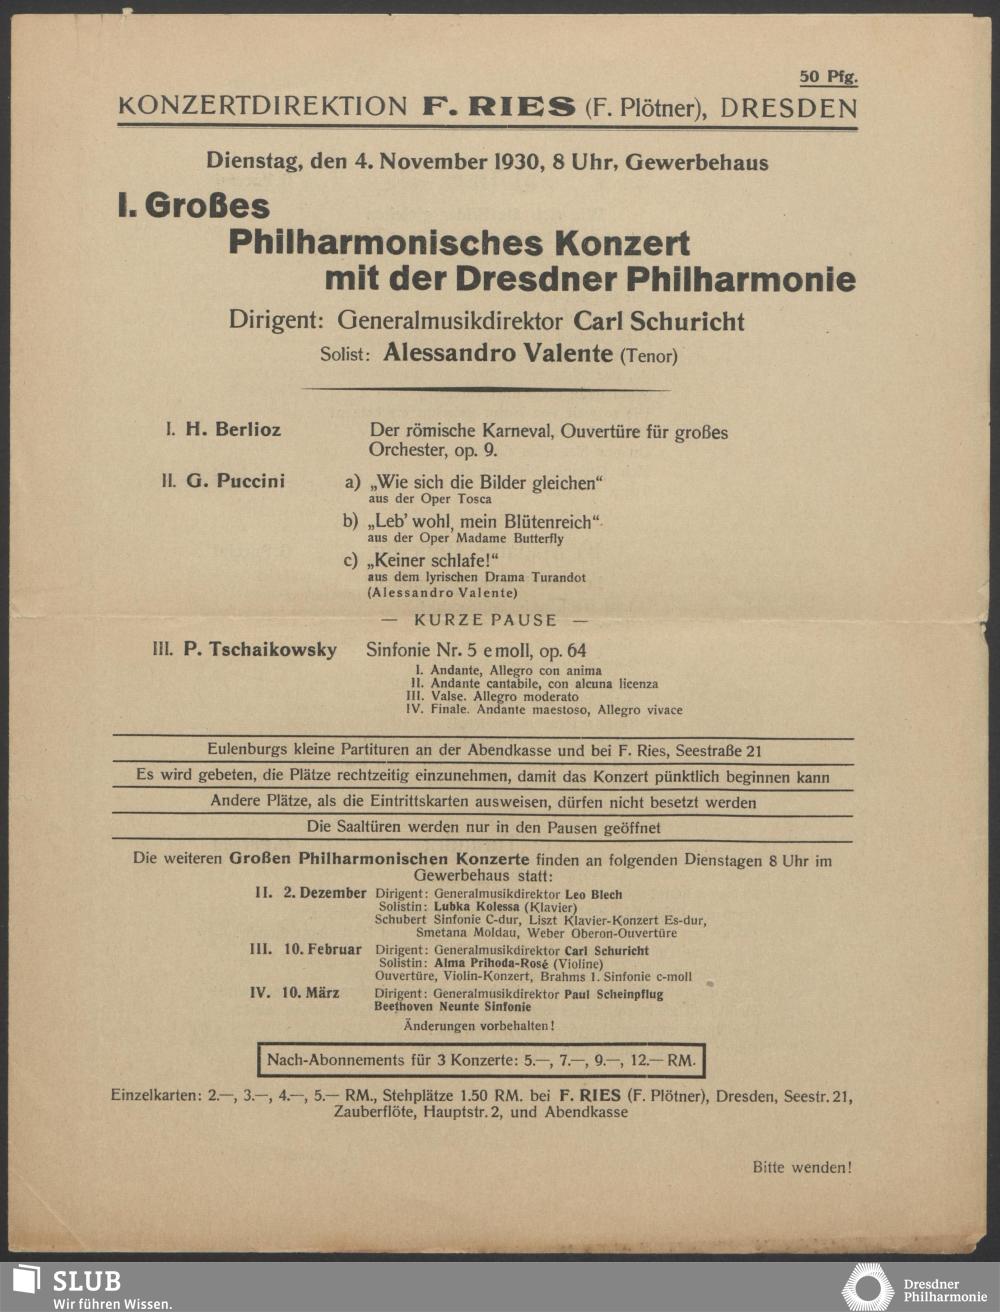 50 Pfg.
KONZERTDIREKTION F. RIES (F. Plötner), DRESDEN
Dienstag, den 4. November 1930, 8 Uhr, Gewerbehaus
I. Großes
Philharmonisches Konzert
mit der Dresdner Philharmonie
Dirigent: Generalmusikdirektor Carl Schuricht
Solist: Alessandro Valente (Tenor)
I. H. Berlioz Der römische Karneval, Ouvertüre für großes
Orchester, op. 9.
II. G. Puccini a) „Wie sich die Bilder gleichen“
aus der Oper Tosca
b) „Leb' wohl, mein Blütenreich“
aus der Oper Madame Butterfly
c) „Keiner schlafe!“
aus dem lyrischen Drama Turandot
(Alessandro Valente)
— KURZE PAUSE —
III. P. Tschaikowsky Sinfonie Nr. 5 e moll, op. 64
I. Andante, Allegro con anima
II. Andante cantabile, con alcuna licenza
III. Valse. Allegro moderato
IV. Finale. Andante maestoso, Allegro vivace
Eulenburgs kleine Partituren an der Abendkasse und bei F. Ries, Seestraße 21
Es wird gebeten, die Plätze rechtzeitig einzunehmen, damit das Konzert pünktlich beginnen kann
Andere Plätze, als die Eintrittskarten ausweisen, dürfen nicht besetzt werden
Die Saaltüren werden nur in den Pausen geöffnet
Die weiteren Großen Philharmonischen Konzerte finden an folgenden Dienstagen 8 Uhr im
Gewerbehaus statt:
II. 2. Dezember Dirigent: Generalmusikdirektor Leo Blech
Solistin: Lubka Kolessa (Klavier)
Schubert Sinfonie C-dur, Liszt Klavier-Konzert Es-dur,
Smetana Moldau, Weber Oberon-Ouvertüre
III. 10. Februar Dirigent: Generalmusikdirektor Carl Schuricht
Solistin: Alma Prihoda-Rosé (Violine)
Ouvertüre, Violin-Konzert, Brahms 1. Sinfonie c-moll
IV. 10. März Dirigent: Generalmusikdirektor Paul Scheinpflug
Beethoven Neunte Sinfonie
Änderungen vorbehalten!
Nach-Abonnements für 3 Konzerte: 5.—, 7.—, 9.—, 12.— RM.
Einzelkarten: 2.—, 3.—, 4.—, 5.— RM., Stehplätze 1.50 RM. bei F. RIES (F. Plötner), Dresden, Seestr. 21,
Zauberflöte, Hauptstr. 2, und Abendkasse
Bitte wenden!
SLUB
Wir führen Wissen.
Dresdner
Philharmonie